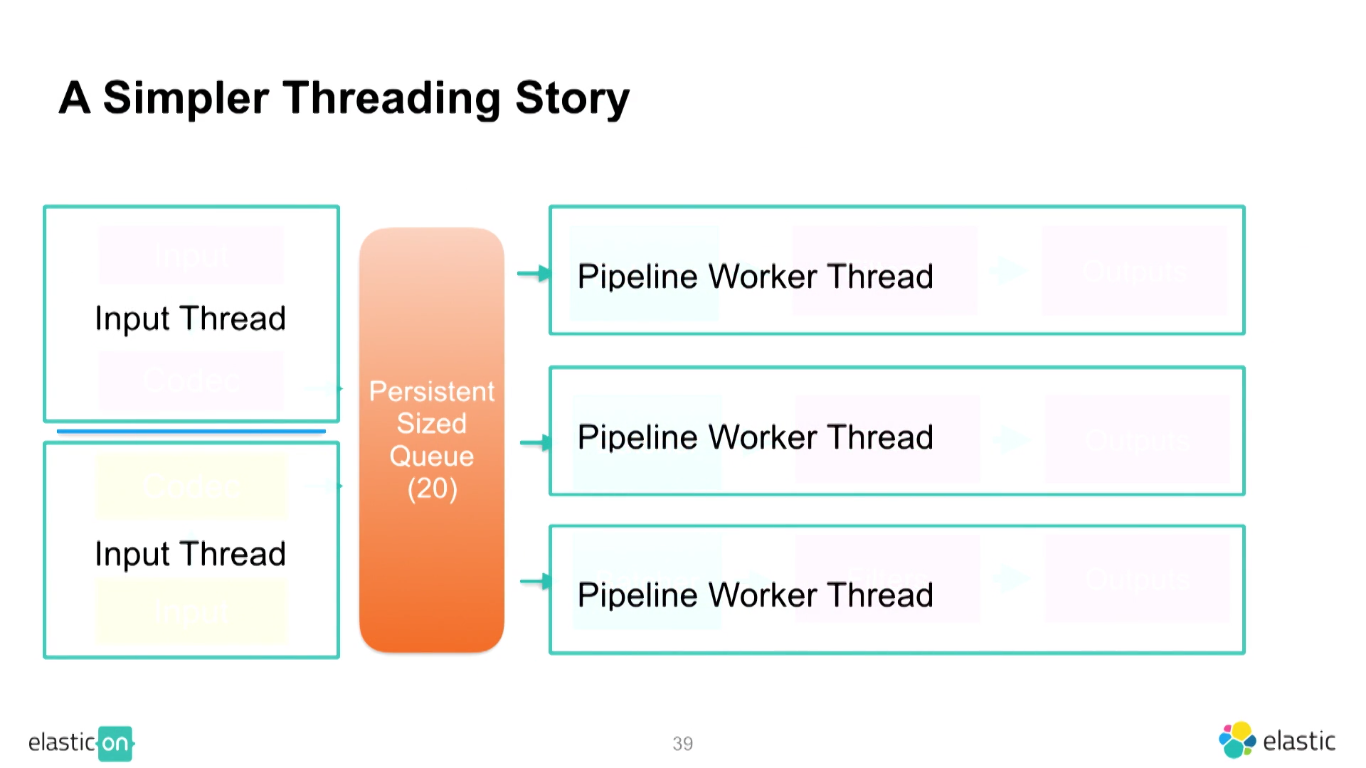 A Simpler Threading Story
Input
Input Thread
Codec
Codec
Input Thread
Input
Persistent
Sized
Queue
(20)
Pipeline Worker Thread
Outputs
Pipeline Worker Thread
Outputs
Pipeline Worker Thread
Filters
Outputs
elastic on
39
elastic